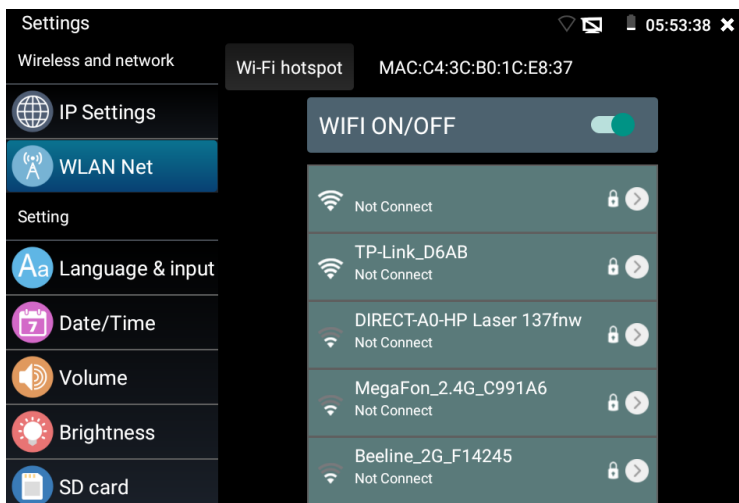 Settings
05:53:38
Wireless and network
IP Settings
WLAN Net
Setting
Aa Language & input
7 Date/Time
Volume
Brightness
SD card
Wi-Fi hotspot MAC:C4:3C:B0:1C:E8:37
WIFI ON/OFF
Not Connect
TP-Link_D6AB
Not Connect
DIRECT-A0-HP Laser 137fnw
Not Connect
MegaFon_2.4G_C991A6
Not Connect
Beeline_2G_F14245
Not Connect